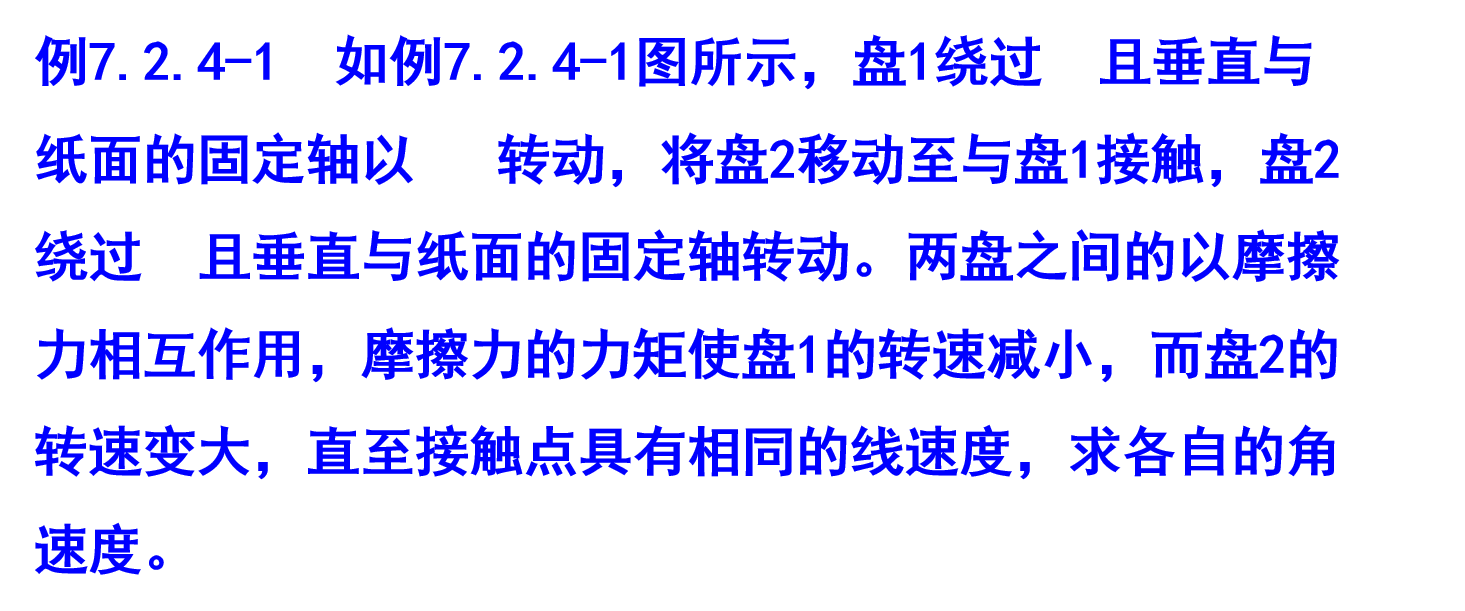 例7.2.4-1 如例7.2.4-1图所示，盘1绕过 且垂直与
纸面的固定轴以 转动，将盘2移动至与盘1接触，盘2
绕过 且垂直与纸面的固定轴转动。两盘之间的以摩擦
力相互作用，摩擦力的力矩使盘1的转速减小，而盘2的
转速变大，直至接触点具有相同的线速度，求各自的角
速度。